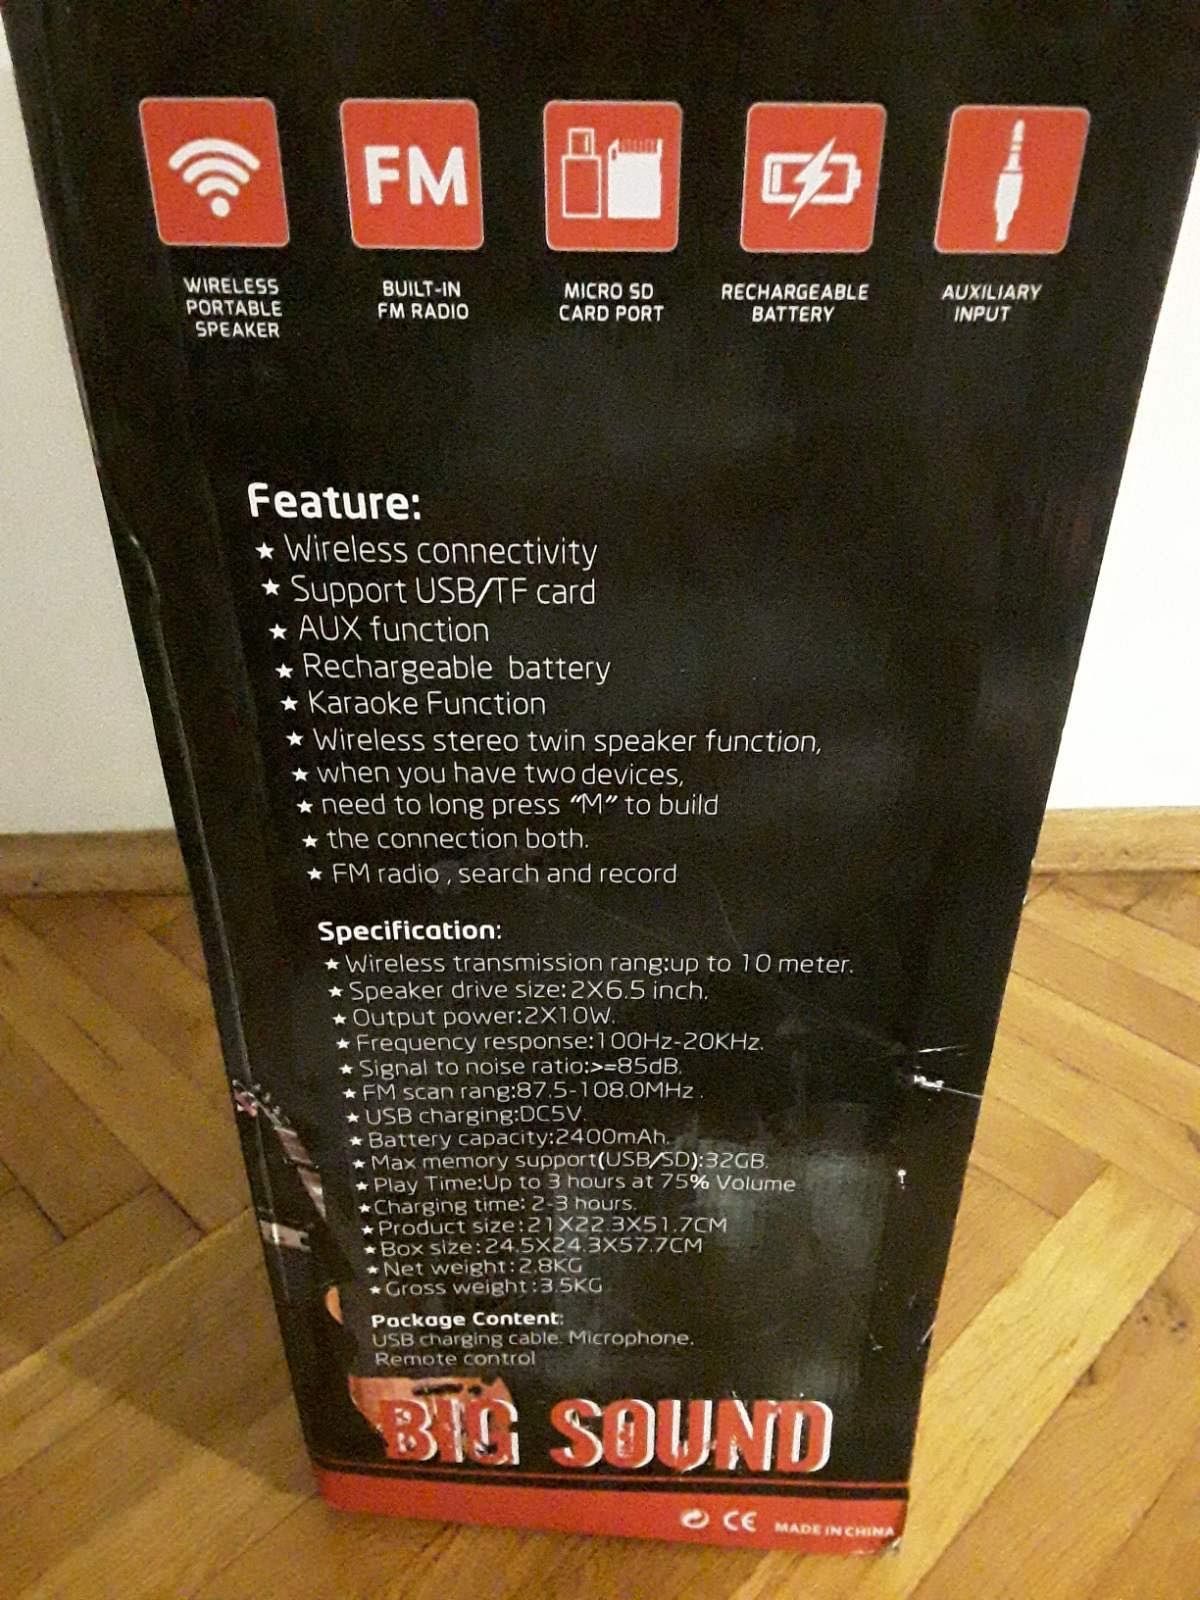 FM
WIRELESS
PORTABLE
SPEAKER
BUILT-IN
FM RADIO
MICRO SD
CARD PORT
RECHARGEABLE
BATTERY
AUXILIARY
INPUT
Feature:
★ Wireless connectivity
★ Support USB/TF card
★ AUX function
★ Rechargeable battery
★ Karaoke Function
★ Wireless stereo twin speaker function,
★ when you have two devices,
★ need to long press "M" to build
★ the connection both.
★ FM radio , search and record
Specification:
★ Wireless transmission rang:up to 10 meter.
★ Speaker drive size:2X6.5 inch.
★ Output power:2X10W.
★ Frequency response:100Hz-20KHz.
★ Signal to noise ratio:>=85dB.
★ FM scan rang:87.5-108.0MHz .
★ USB charging:DC5V.
★ Battery capacity:2400mAh.
★ Max memory support(USB/SD):32GB.
★ Play Time:Up to 3 hours at 75% Volume
★ Charging time: 2-3 hours.
★ Product size:21X22.3X51.7CM
★ Box size:24.5X24.3X57.7CM
★ Net weight:2.8KG
★ Gross weight:3.5KG
Package Content:
USB charging cable. Microphone.
Remote control
BIG SOUND
CE MADE IN CHINA